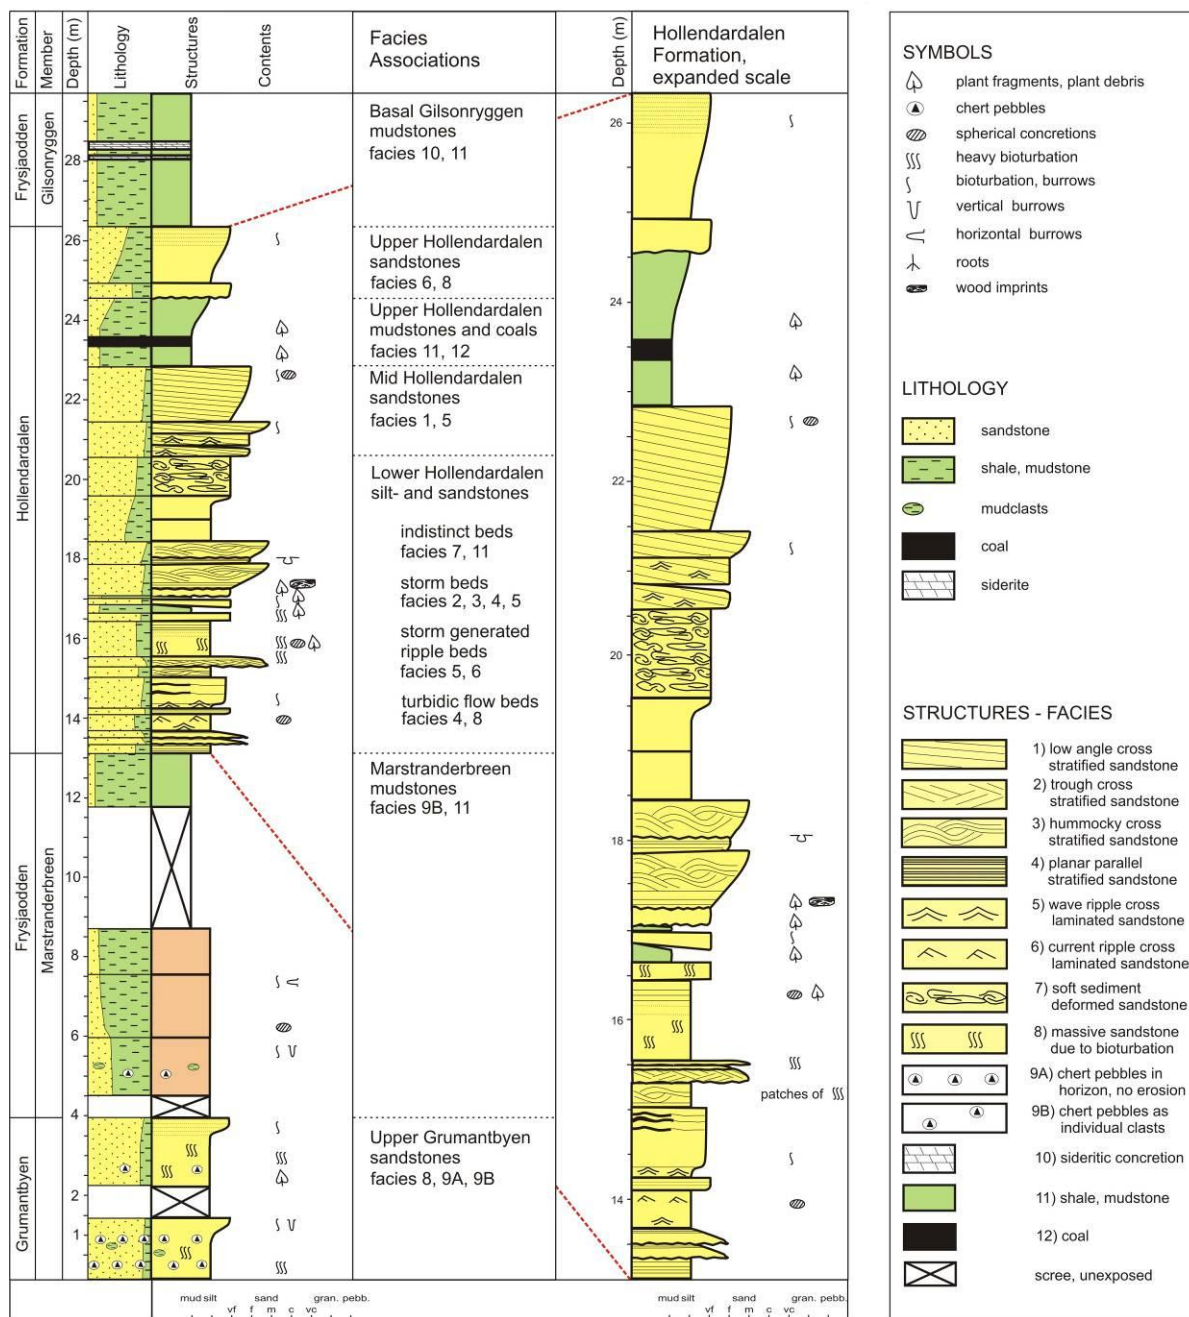 Formation
Member
Depth (m)
Lithology
Structures
Contents
Facies
Associations
Depth (m)
Hollendardalen
Formation,
expanded scale
Frysjaodden
Gilsonryggen
Hollendardalen
Frysjaodden
Marstranderbreen
Grumantbyen
28
26
24
22
20
18
16
14
12
10
8
6
4
2
1
Basal Gilsonryggen
mudstones
facies 10, 11
Upper Hollendardalen
sandstones
facies 6, 8
Upper Hollendardalen
mudstones and coals
facies 11, 12
Mid Hollendardalen
sandstones
facies 1, 5
Lower Hollendardalen
silt- and sandstones
indistinct beds
facies 7, 11
storm beds
facies 2, 3, 4, 5
storm generated
ripple beds
facies 5, 6
turbidic flow beds
facies 4, 8
Marstranderbreen
mudstones
facies 9B, 11
Upper Grumantbyen
sandstones
facies 8, 9A, 9B
26
24
22
20
18
16
14
patches of
mud silt sand gran. pebb.
vf f m c vc
mud silt sand gran. pebb.
vf f m c vc
SYMBOLS
plant fragments, plant debris
chert pebbles
spherical concretions
heavy bioturbation
bioturbation, burrows
vertical burrows
horizontal burrows
roots
wood imprints
LITHOLOGY
sandstone
shale, mudstone
mudclasts
coal
siderite
STRUCTURES - FACIES
1) low angle cross
stratified sandstone
2) trough cross
stratified sandstone
3) hummocky cross
stratified sandstone
4) planar parallel
stratified sandstone
5) wave ripple cross
laminated sandstone
6) current ripple cross
laminated sandstone
7) soft sediment
deformed sandstone
8) massive sandstone
due to bioturbation
9A) chert pebbles in
horizon, no erosion
9B) chert pebbles as
individual clasts
10) sideritic concretion
11) shale, mudstone
12) coal
scree, unexposed